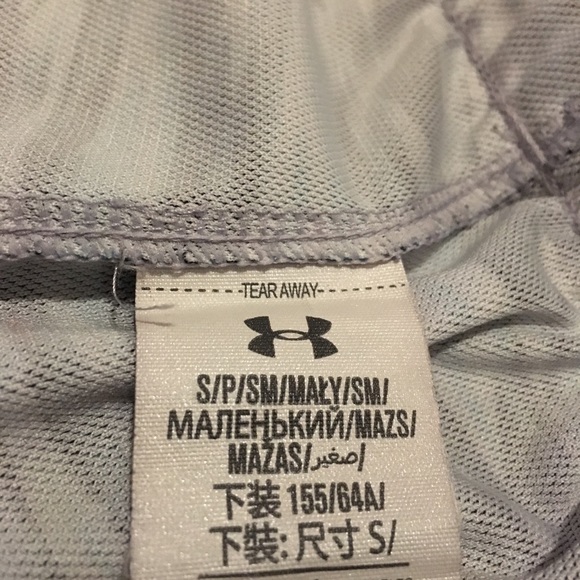 TEAR AWAY
S/P/SM/MAŁY/SM/
МАЛЕНЬКИЙ/MAZS/
MAŽAS/صغير/
下装 155/64A/
下裝: 尺寸 S/